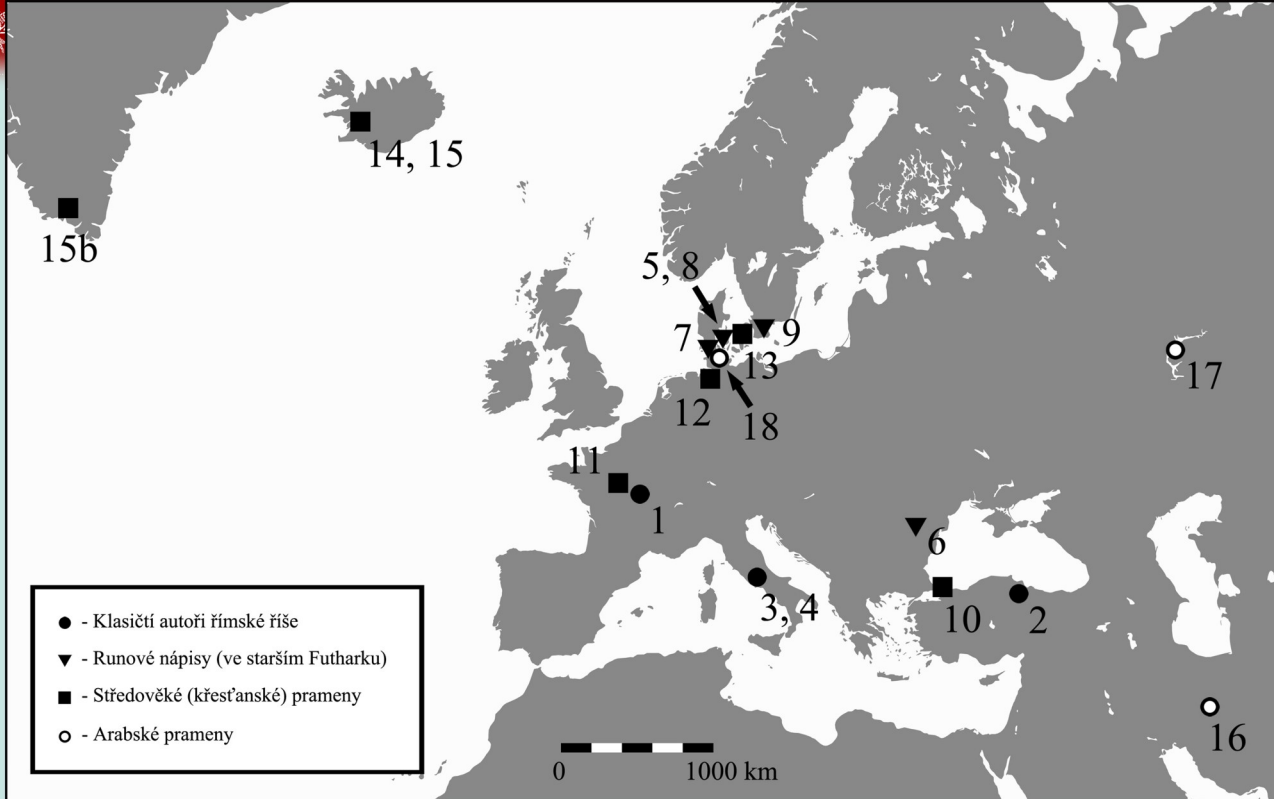 14, 15
15b
5, 8
7
9
13
17
12
18
11
1
6
3, 4
10
2
16
- Klasičtí autoři římské říše
- Runové nápisy (ve starším Futharku)
- Středověké (křesťanské) prameny
- Arabské prameny
0
1000 km